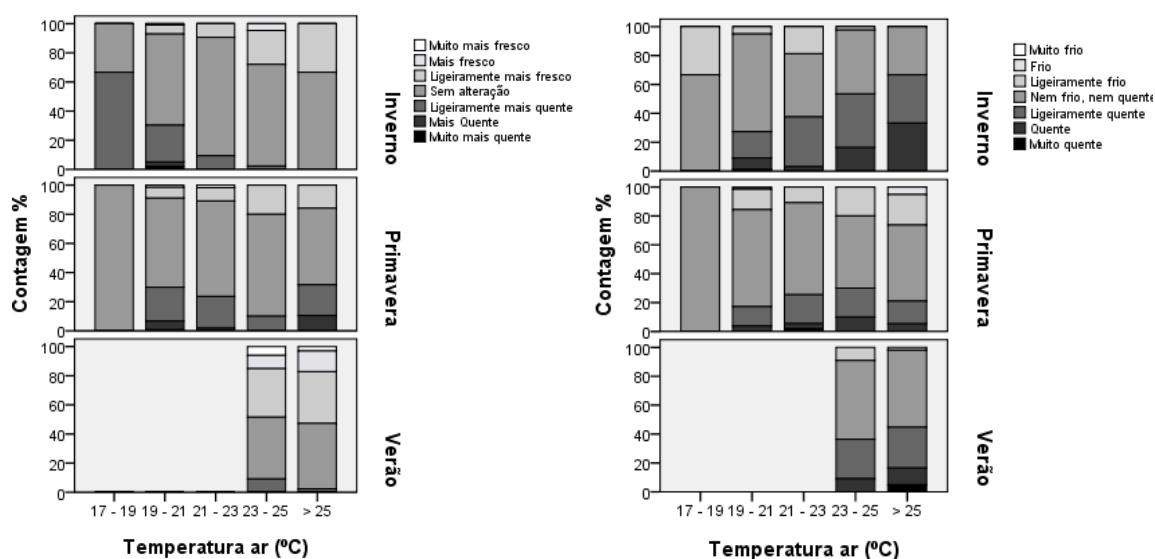 100
80
60
40
20
0
Inverno
100
80
60
40
20
0
Contagem %
Primavera
100
80
60
40
20
0
Verão
17 - 19 19 - 21 21 - 23 23 - 25 > 25
Temperatura ar (ºC)
Muito mais fresco
Mais fresco
Ligeiramente mais fresco
Sem alteração
Ligeiramente mais quente
Mais Quente
Muito mais quente
100
80
60
40
20
0
Inverno
100
80
60
40
20
0
Contagem %
Primavera
100
80
60
40
20
0
Verão
17 - 19 19 - 21 21 - 23 23 - 25 > 25
Temperatura ar (ºC)
Muito frio
Frio
Ligeiramente frio
Nem frio, nem quente
Ligeiramente quente
Quente
Muito quente